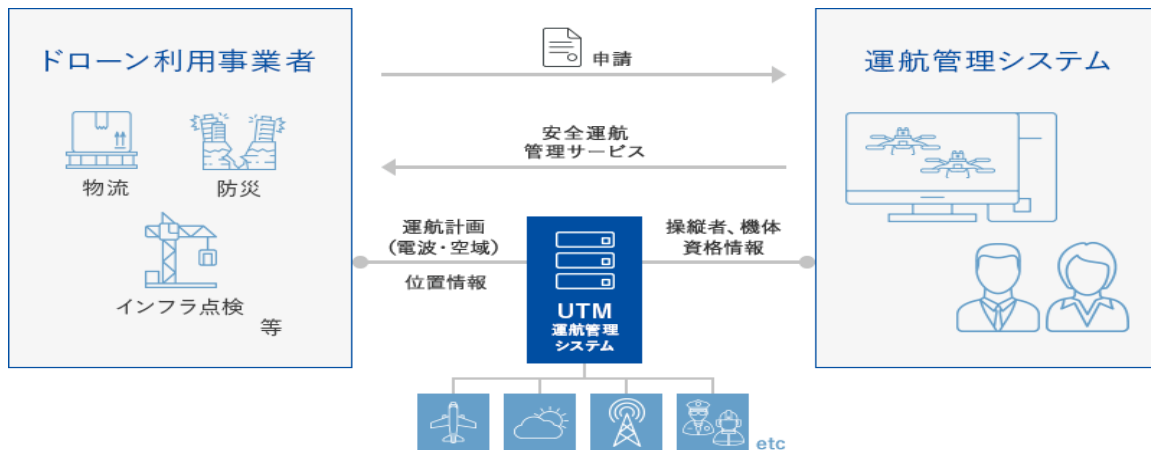 ドローン利用事業者
物流
防災
インフラ点検
等
申請
安全運航
管理サービス
運航計画
(電波・空域)
位置情報
操縦者、機体
資格情報
UTM
運航管理
システム
etc
運航管理システム